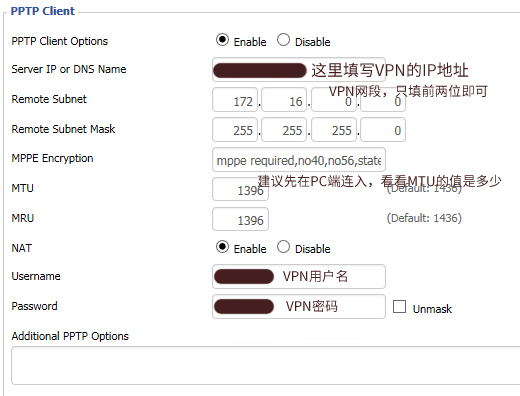 PPTP Client
PPTP Client Options Enable Disable
Server IP or DNS Name 这里填写VPN的IP地址
VPN网段，只填前两位即可
Remote Subnet 172. 16. 0. 0
Remote Subnet Mask 255. 255. 255. 0
MPPE Encryption mppe required,no40,no56,state
建议先在PC端连入，看看MTU的值是多少
MTU 1396 (Default: 1436)
MRU 1396 (Default: 1436)
NAT Enable Disable
Username VPN用户名
Password VPN密码 Unmask
Additional PPTP Options